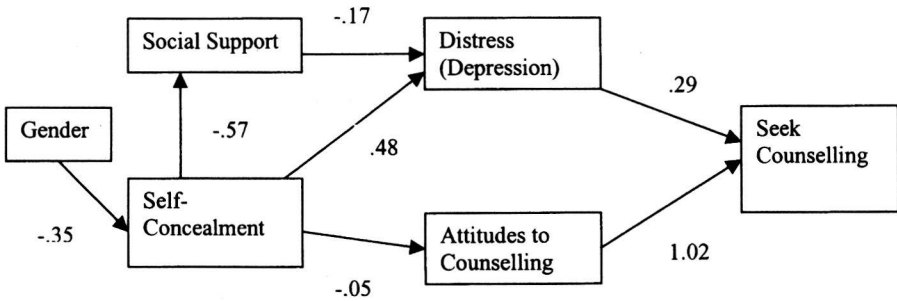 -.17
Social Support
Distress
(Depression)
.29
Gender
-.57
.48
Seek
Counselling
Self-
Concealment
-.35
Attitudes to
Counselling
1.02
-.05